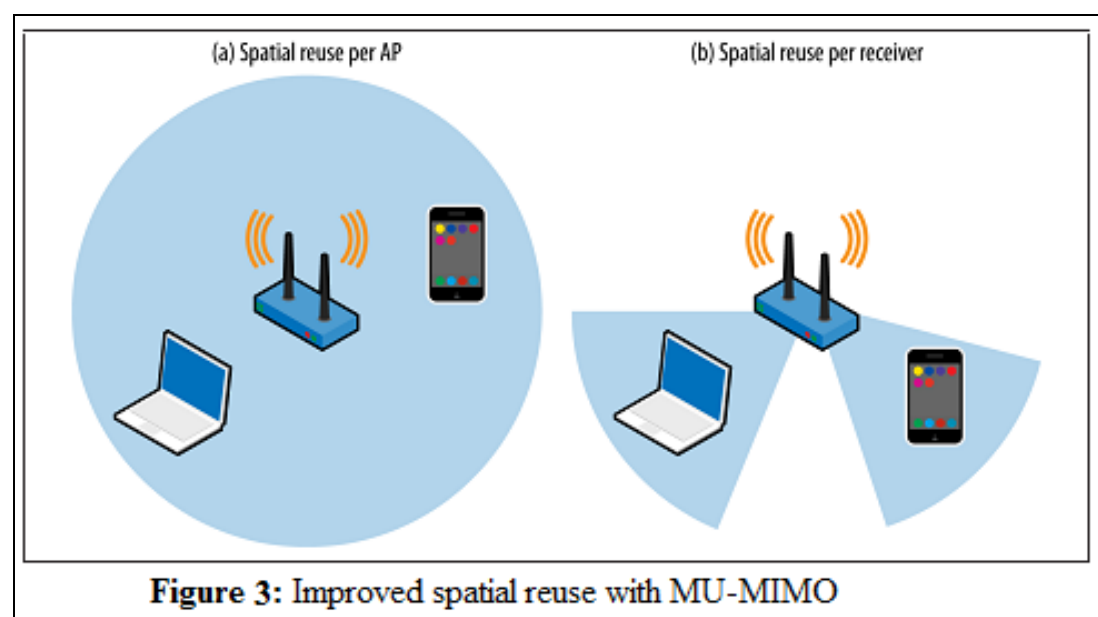 (a) Spatial reuse per AP
(b) Spatial reuse per receiver
Figure 3: Improved spatial reuse with MU-MIMO